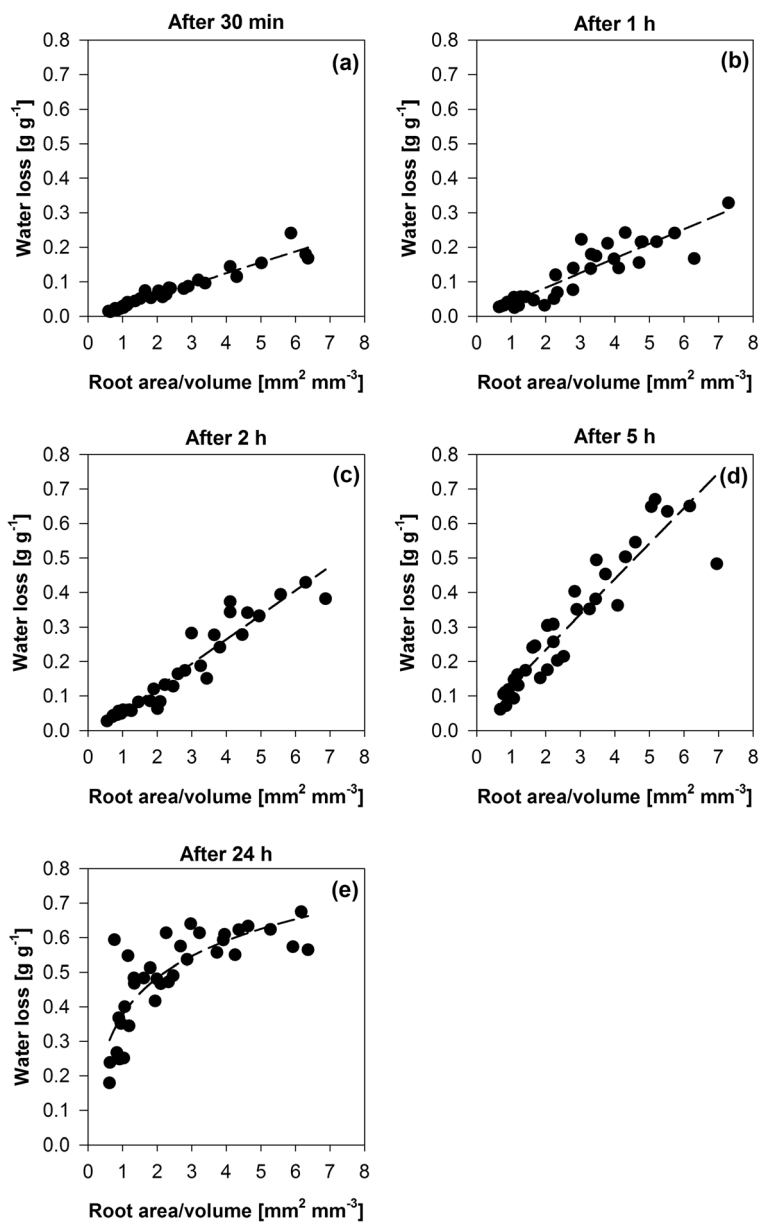 After 30 min
(a)
0.8
0.7
0.6
0.5
0.4
0.3
0.2
0.1
0.0
Water loss [g g⁻¹]
0 1 2 3 4 5 6 7 8
Root area/volume [mm² mm⁻³]
After 1 h
(b)
0.8
0.7
0.6
0.5
0.4
0.3
0.2
0.1
0.0
Water loss [g g⁻¹]
0 1 2 3 4 5 6 7 8
Root area/volume [mm² mm⁻³]
After 2 h
(c)
0.8
0.7
0.6
0.5
0.4
0.3
0.2
0.1
0.0
Water loss [g g⁻¹]
0 1 2 3 4 5 6 7 8
Root area/volume [mm² mm⁻³]
After 5 h
(d)
0.8
0.7
0.6
0.5
0.4
0.3
0.2
0.1
0.0
Water loss [g g⁻¹]
0 1 2 3 4 5 6 7 8
Root area/volume [mm² mm⁻³]
After 24 h
(e)
0.8
0.7
0.6
0.5
0.4
0.3
0.2
0.1
0.0
Water loss [g g⁻¹]
0 1 2 3 4 5 6 7 8
Root area/volume [mm² mm⁻³]